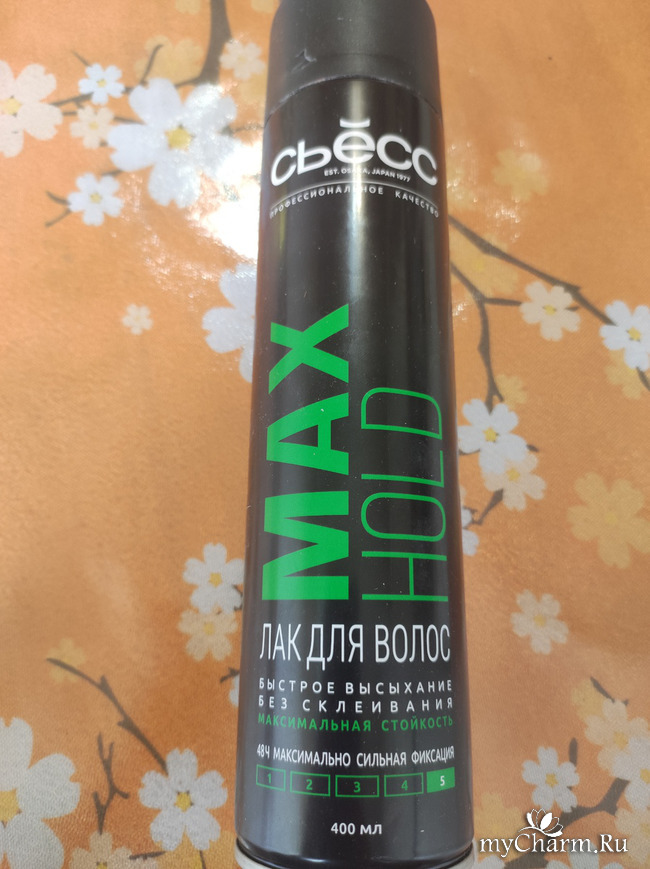 сьĕсс
EST. OSAKA, JAPAN 1977
ПРОФЕССИОНАЛЬНОЕ КАЧЕСТВО
MAX
HOLD
ЛАК ДЛЯ ВОЛОС
БЫСТРОЕ ВЫСЫХАНИЕ
БЕЗ СКЛЕИВАНИЯ
МАКСИМАЛЬНАЯ СТОЙКОСТЬ
48Ч МАКСИМАЛЬНО СИЛЬНАЯ ФИКСАЦИЯ
1 2 3 4 5
400 МЛ
myCharm.Ru